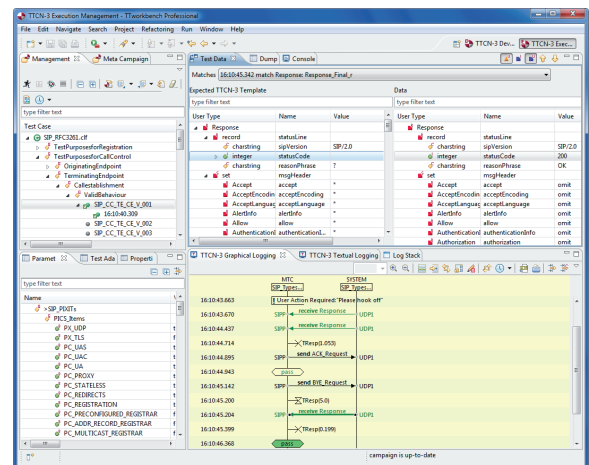 TTCN-3 Execution Management - TTworkbench Professional
File Edit Navigate Search Project Refactoring Run Window Help
TTCN-3 Dev... TTCN-3 Exec...
Management Meta Campaign
type filter text
Test Case
SIP_RFC3261.clf
TestPurposesforRegistration
TestPurposesforCallControl
OriginatingEndpoint
TerminatingEndpoint
Callestablishment
ValidBehaviour
SIP_CC_TE_CE_V_001
16:10:40.309
SIP_CC_TE_CE_V_002
SIP_CC_TE_CE_V_003
Test Data Dump Console
Matches 16:10:45.342 match Response: Response_Final_r
Expected TTCN-3 Template
type filter text
User Type Name Value
Response
record statusLine
charstring sipVersion SIP/2.0
integer statusCode
charstring reasonPhrase ?
set msgHeader
Accept accept *
AcceptEncodin acceptEncoding *
AcceptLanguag acceptLanguage *
AlertInfo alertInfo *
Allow allow *
Authenticationl authenticationI... *
Data
type filter text
User Type Name Value
Response
record statusLine
charstring sipVersion SIP/2.0
integer statusCode 200
charstring reasonPhrase OK
set msgHeader
Accept accept omit
AcceptEncodin acceptEncoding omit
AcceptLanguag acceptLanguage omit
AlertInfo alertInfo omit
Allow allow omit
Authenticationl authenticationInfo omit
Authorization authorization omit
Paramet Test Ada Properti
type filter text
Name
>SIP_PIXITs
PICS_Items
PX_UDP t
PX_TLS f
PC_UAS t
PC_UAC t
PC_UA t
PC_PROXY t
PC_STATELESS t
PC_REDIRECTS t
PC_REGISTRATION t
PC_PRECONFIGURED_REGISTRAR f
PC_ADDR_RECORD_REGISTRAR f
PC_MULTICAST_REGISTRAR f
TTCN-3 Graphical Logging TTCN-3 Textual Logging Log Stack
MTC SYSTEM
SIP_Types... SIP_Types...
16:10:43.663 User Action Required:"Please hook off"
16:10:43.670 SIPP receive Response UDP1
16:10:44.437 SIPP receive Response UDP1
16:10:44.714 TResp(1.053)
16:10:44.895 SIPP send ACK_Request UDP1
16:10:44.943 pass
16:10:45.142 SIPP send BYE_Request UDP1
16:10:45.200 TResp(5.0)
16:10:45.204 SIPP receive Response UDP1
16:10:45.399 TResp(0.199)
16:10:46.368 pass
campaign is up-to-date